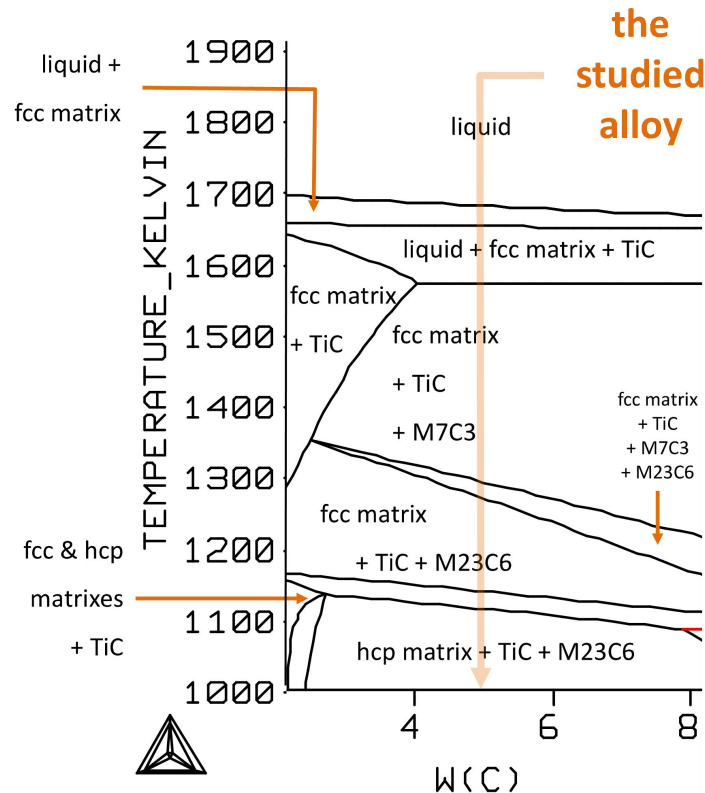 the
studied
alloy
1900
1800
1700
1600
1500
1400
1300
1200
1100
1000
TEMPERATURE_KELVIN
liquid +
fcc matrix
liquid
liquid + fcc matrix + TiC
fcc matrix
+ TiC
fcc matrix
+ TiC
+ M7C3
fcc matrix
+ TiC
+ M7C3
+ M23C6
fcc matrix
+ TiC + M23C6
fcc & hcp
matrixes
+ TiC
hcp matrix + TiC + M23C6
4 6 8
W(C)